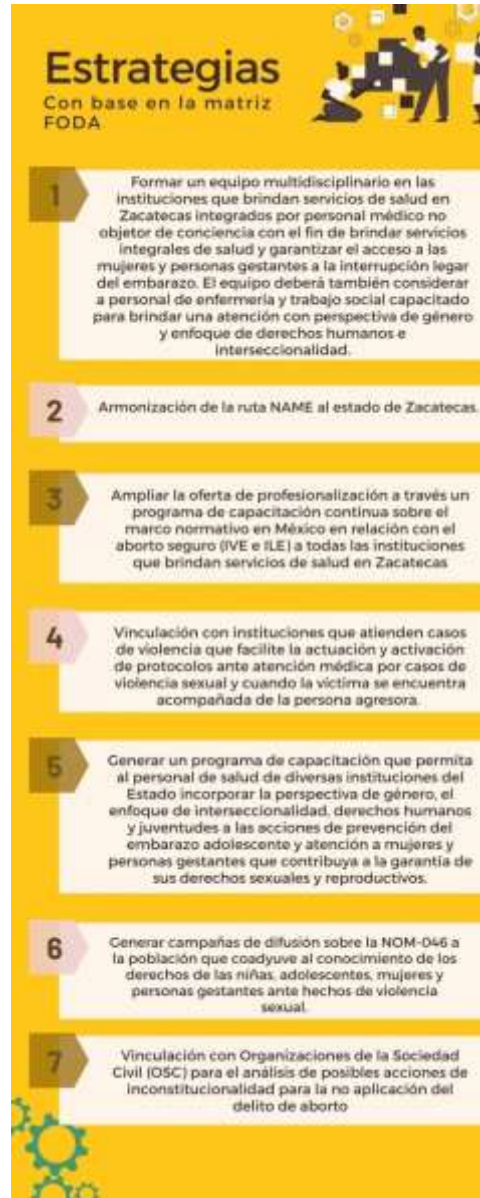 Estrategias
Con base en la matriz
FODA
1
Formar un equipo multidisciplinario en las
instituciones que brindan servicios de salud en
Zacatecas integrados por personal médico no
objetor de conciencia con el fin de brindar servicios
integrales de salud y garantizar el acceso a las
mujeres y personas gestantes a la interrupción legar
del embarazo. El equipo deberá también considerar
a personal de enfermería y trabajo social capacitado
para brindar una atención con perspectiva de género
y enfoque de derechos humanos e
interseccionalidad.
2
Armonización de la ruta NAME al estado de Zacatecas.
3
Ampliar la oferta de profesionalización a través un
programa de capacitación continua sobre el
marco normativo en México en relación con el
aborto seguro (IVE e ILE) a todas las instituciones
que brindan servicios de salud en Zacatecas
4
Vinculación con instituciones que atienden casos
de violencia que facilite la actuación y activación
de protocolos ante atención médica por casos de
violencia sexual y cuando la víctima se encuentra
acompañada de la persona agresora.
5
Generar un programa de capacitación que permita
al personal de salud de diversas instituciones del
Estado incorporar la perspectiva de género, el
enfoque de interseccionalidad, derechos humanos
y juventudes a las acciones de prevención del
embarazo adolescente y atención a mujeres y
personas gestantes que contribuya a la garantía de
sus derechos sexuales y reproductivos.
6
Generar campañas de difusión sobre la NOM-046 a
la población que coadyuve al conocimiento de los
derechos de las niñas, adolescentes, mujeres y
personas gestantes ante hechos de violencia
sexual.
7
Vinculación con Organizaciones de la Sociedad
Civil (OSC) para el análisis de posibles acciones de
inconstitucionalidad para la no aplicación del
delito de aborto